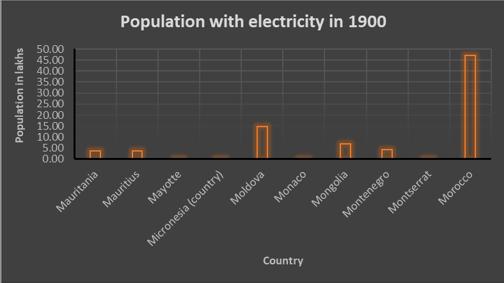 Population with electricity in 1900
Population in lakhs
50.00
45.00
40.00
35.00
30.00
25.00
20.00
15.00
10.00
5.00
0.00
Mauritania
Mauritius
Mayotte
Micronesia (country)
Moldova
Monaco
Mongolia
Montenegro
Montserrat
Morocco
Country